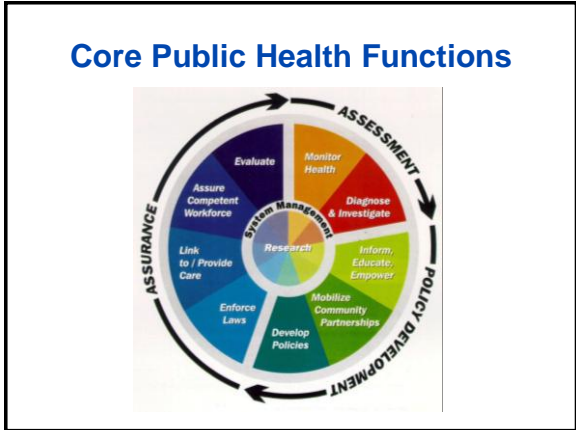 Core Public Health Functions
ASSESSMENT
POLICY DEVELOPMENT
ASSURANCE
Monitor
Health
Diagnose
& Investigate
Inform,
Educate,
Empower
Mobilize
Community
Partnerships
Develop
Policies
Enforce
Laws
Link
to / Provide
Care
Assure
Competent
Workforce
Evaluate
System Management
Research